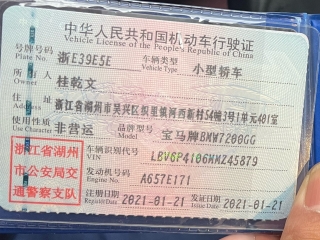 中华人民共和国机动车行驶证
Vehicle License of the People's Republic of China
号牌号码 浙E39E5E 车辆类型 小型轿车
Plate No. Vehicle Type
所有人 桂乾文
Owner
住址 浙江省湖州市吴兴区织里镇河西新村54幢3号1单元401室
Address
使用性质 非营运 品牌型号 宝马牌BMW7200GG
Use Character Model
浙江省湖州市公安局交通警察支队
车辆识别代号 LBV6P4106MMZ45879
VIN
发动机号码 A657E171
Engine No.
注册日期 2021-01-21 发证日期 2021-01-21
Register Date Issue Date